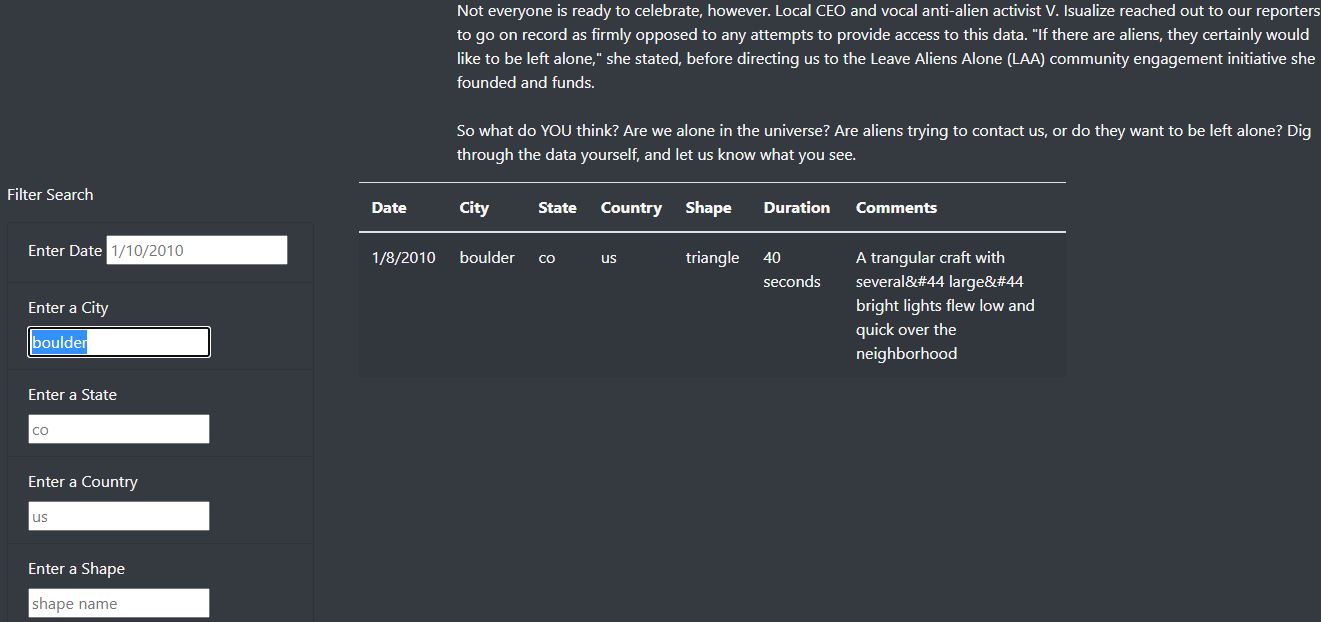 Not everyone is ready to celebrate, however. Local CEO and vocal anti-alien activist V. Isualize reached out to our reporters
to go on record as firmly opposed to any attempts to provide access to this data. "If there are aliens, they certainly would
like to be left alone," she stated, before directing us to the Leave Aliens Alone (LAA) community engagement initiative she
founded and funds.
So what do YOU think? Are we alone in the universe? Are aliens trying to contact us, or do they want to be left alone? Dig
through the data yourself, and let us know what you see.
Filter Search
Enter Date 1/10/2010
Enter a City
boulder
Enter a State
co
Enter a Country
us
Enter a Shape
shape name
Date City State Country Shape Duration Comments
1/8/2010 boulder co us triangle 40 A trangular craft with
seconds several&#44 large&#44
bright lights flew low and
quick over the
neighborhood